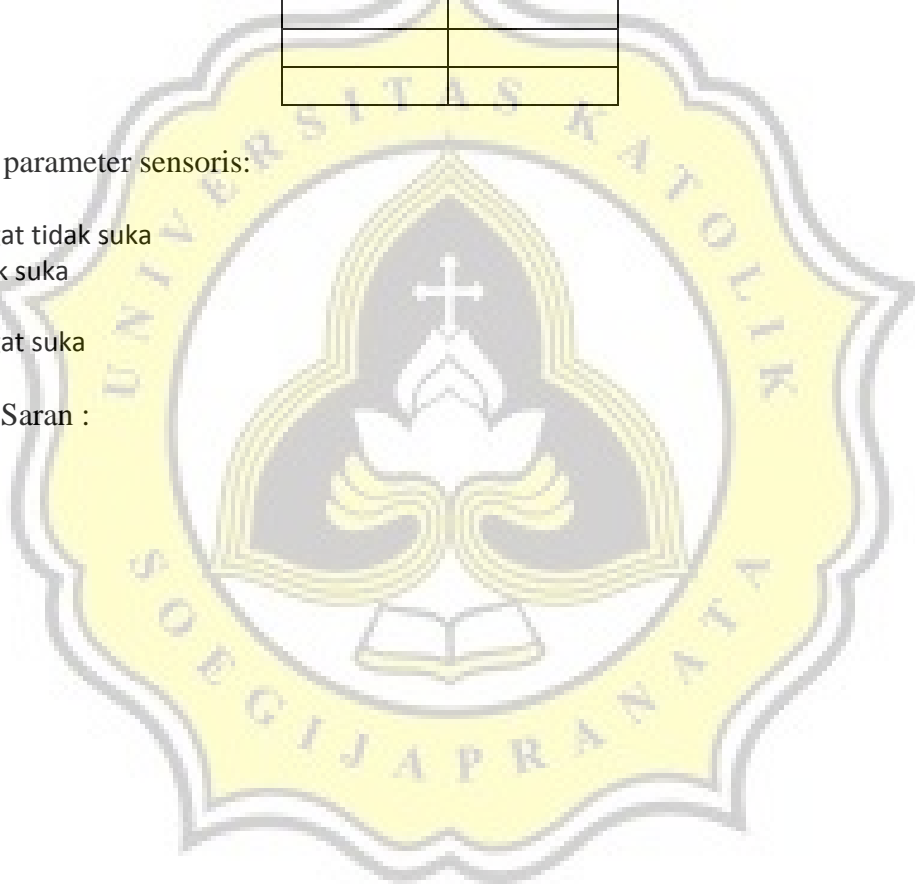 parameter sensoris:
at tidak suka
k suka
at suka
Saran :
UNIVERSITAS KATOLIK
SOEGIJAPRANATA